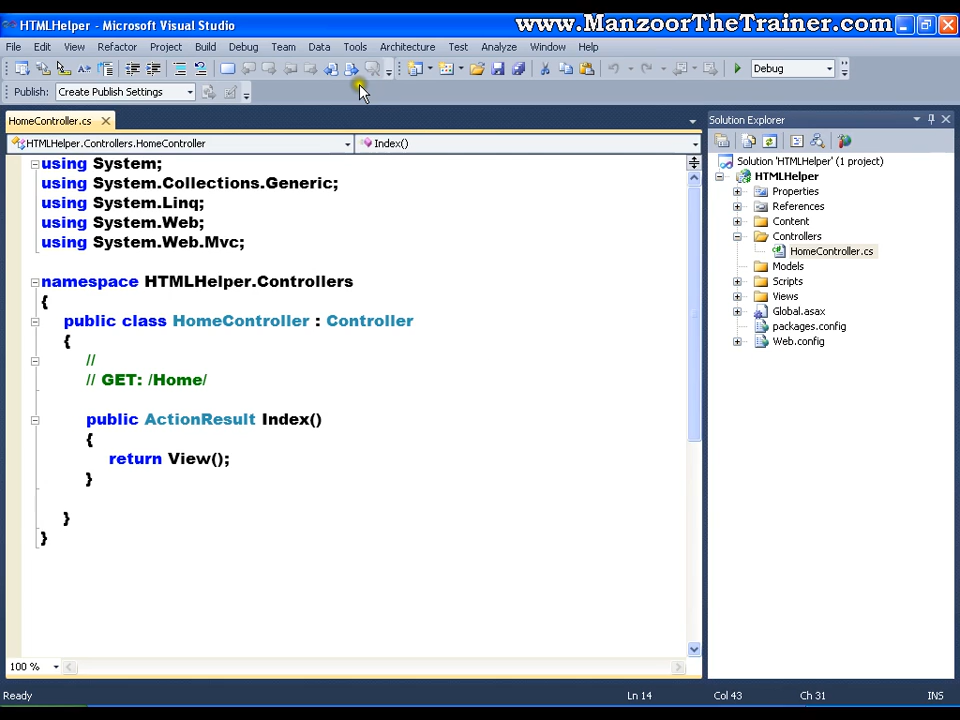 HTMLHelper - Microsoft Visual Studio
www.ManzoorTheTrainer.com
File Edit View Refactor Project Build Debug Team Data Tools Architecture Test Analyze Window Help
Debug
Publish: Create Publish Settings
HomeController.cs
HTMLHelper.Controllers.HomeController
Index()
using System;
using System.Collections.Generic;
using System.Linq;
using System.Web;
using System.Web.Mvc;
namespace HTMLHelper.Controllers
{
public class HomeController : Controller
{
//
// GET: /Home/
public ActionResult Index()
{
return View();
}
}
}
100 %
Solution Explorer
Solution 'HTMLHelper' (1 project)
HTMLHelper
Properties
References
Content
Controllers
HomeController.cs
Models
Scripts
Views
Global.asax
packages.config
Web.config
Ready Ln 14 Col 43 Ch 31 INS